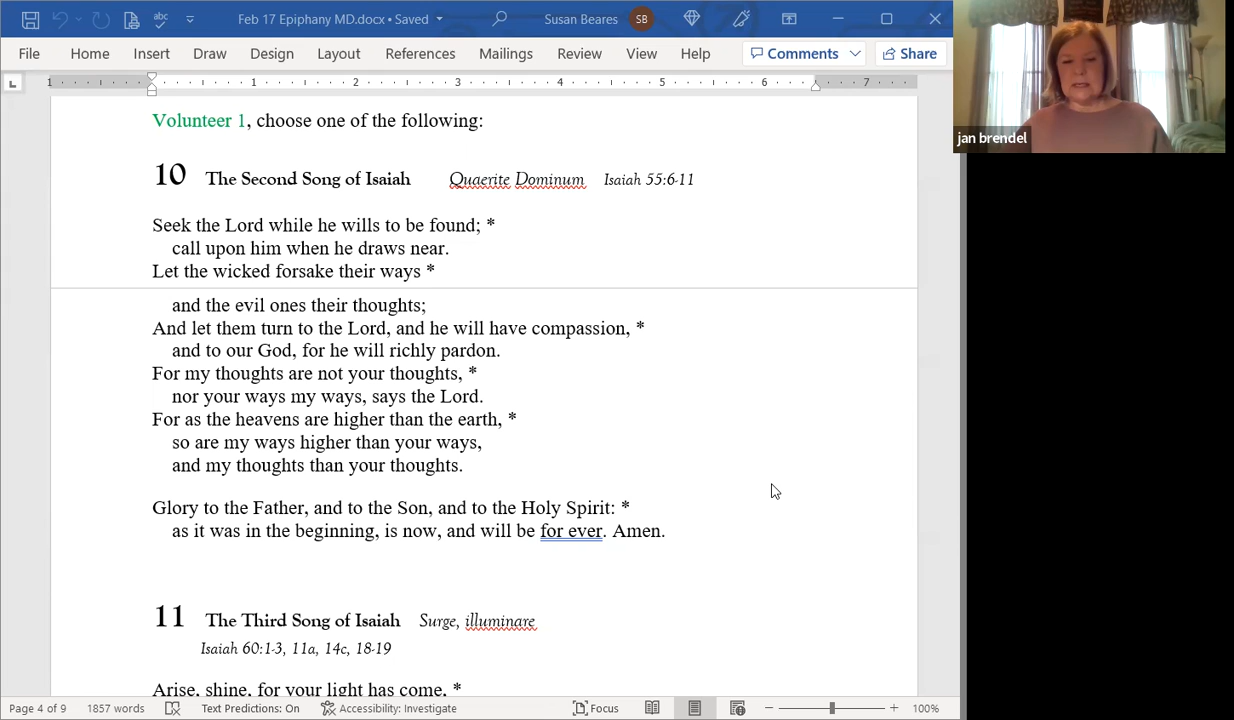 Feb 17 Epiphany MD.docx • Saved
Susan Beares
SB
File Home Insert Draw Design Layout References Mailings Review View Help Comments Share
1 1 2 3 4 5 6 7
jan brendel
Volunteer 1, choose one of the following:
10 The Second Song of Isaiah Quaerite Dominum Isaiah 55:6-11
Seek the Lord while he wills to be found; *
call upon him when he draws near.
Let the wicked forsake their ways *
and the evil ones their thoughts;
And let them turn to the Lord, and he will have compassion, *
and to our God, for he will richly pardon.
For my thoughts are not your thoughts, *
nor your ways my ways, says the Lord.
For as the heavens are higher than the earth, *
so are my ways higher than your ways,
and my thoughts than your thoughts.
Glory to the Father, and to the Son, and to the Holy Spirit: *
as it was in the beginning, is now, and will be for ever. Amen.
11 The Third Song of Isaiah Surge, illuminare
Isaiah 60:1-3, 11a, 14c, 18-19
Arise, shine, for your light has come, *
Page 4 of 9 1857 words Text Predictions: On Accessibility: Investigate Focus 100%